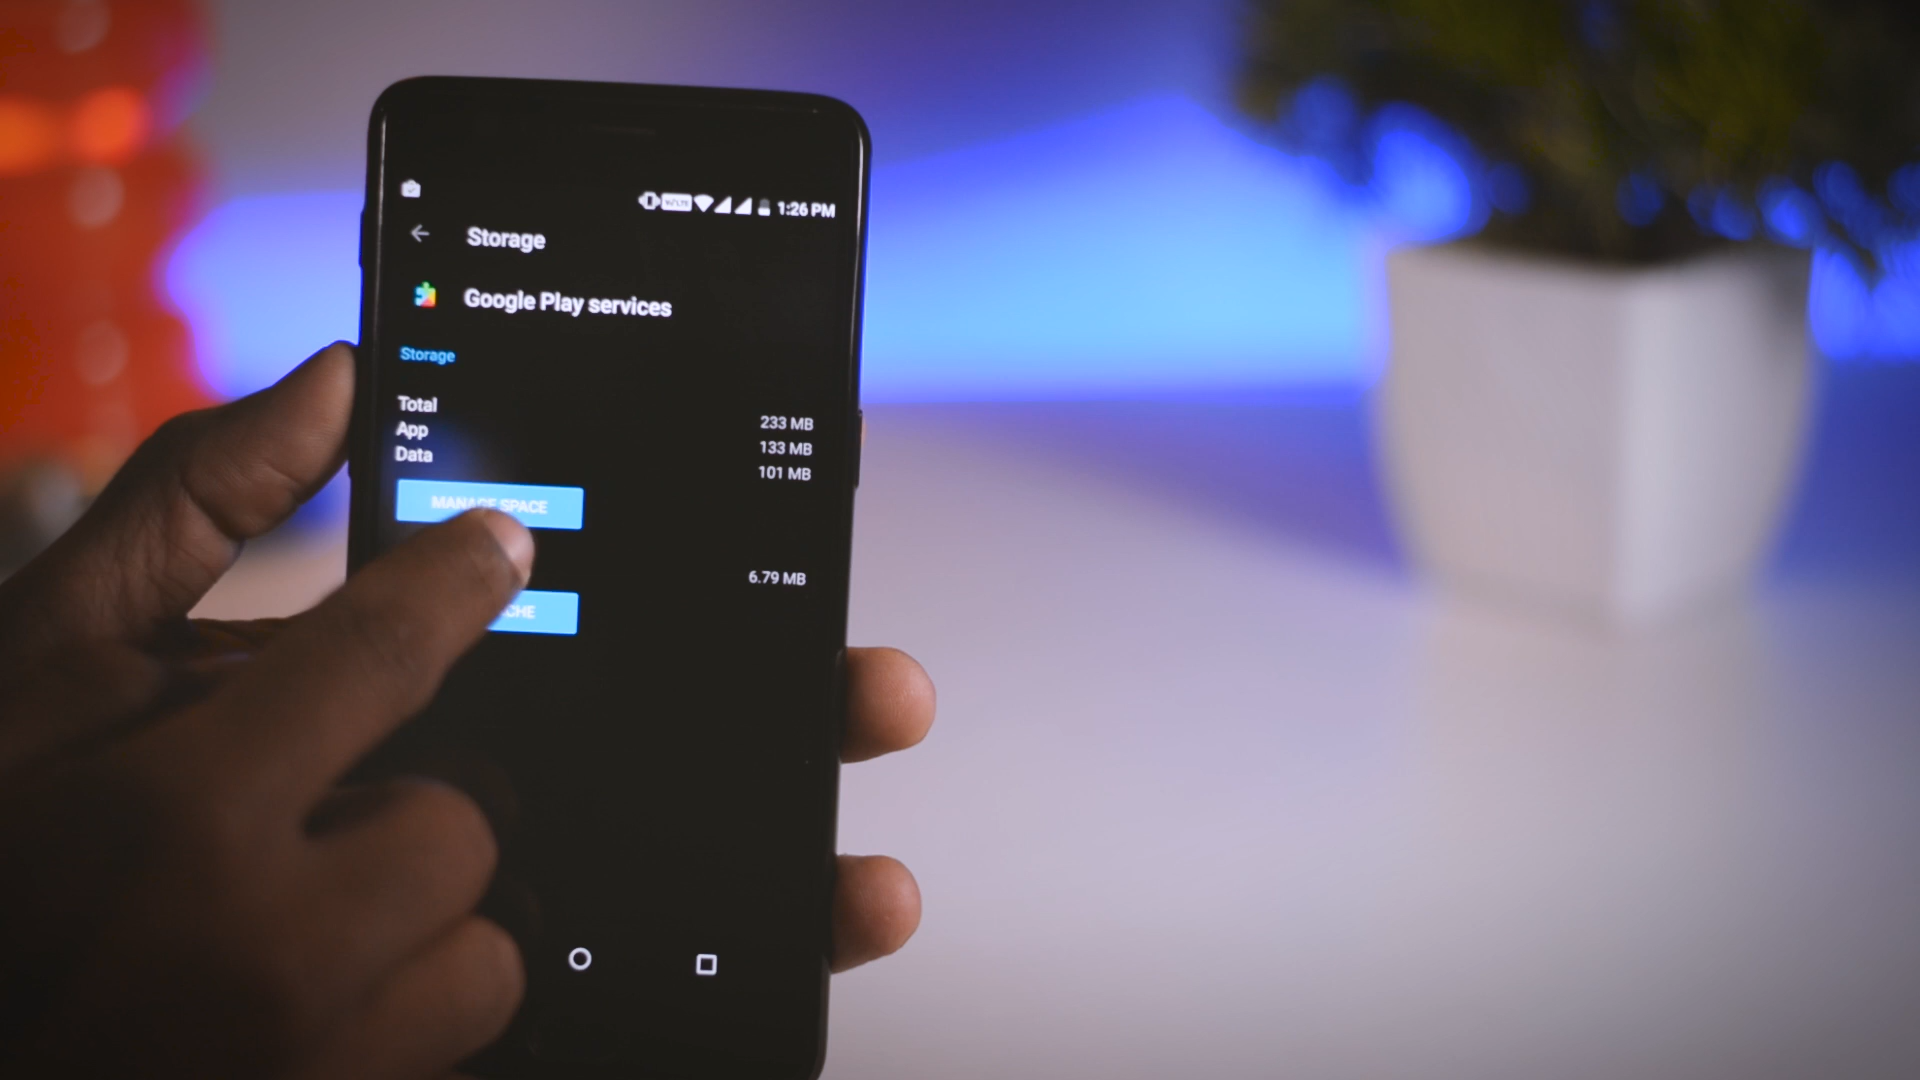 VoLTE 1:26 PM
Storage
Google Play services
Storage
Total 233 MB
App 133 MB
Data 101 MB
MANAGE SPACE
6.79 MB
CHE